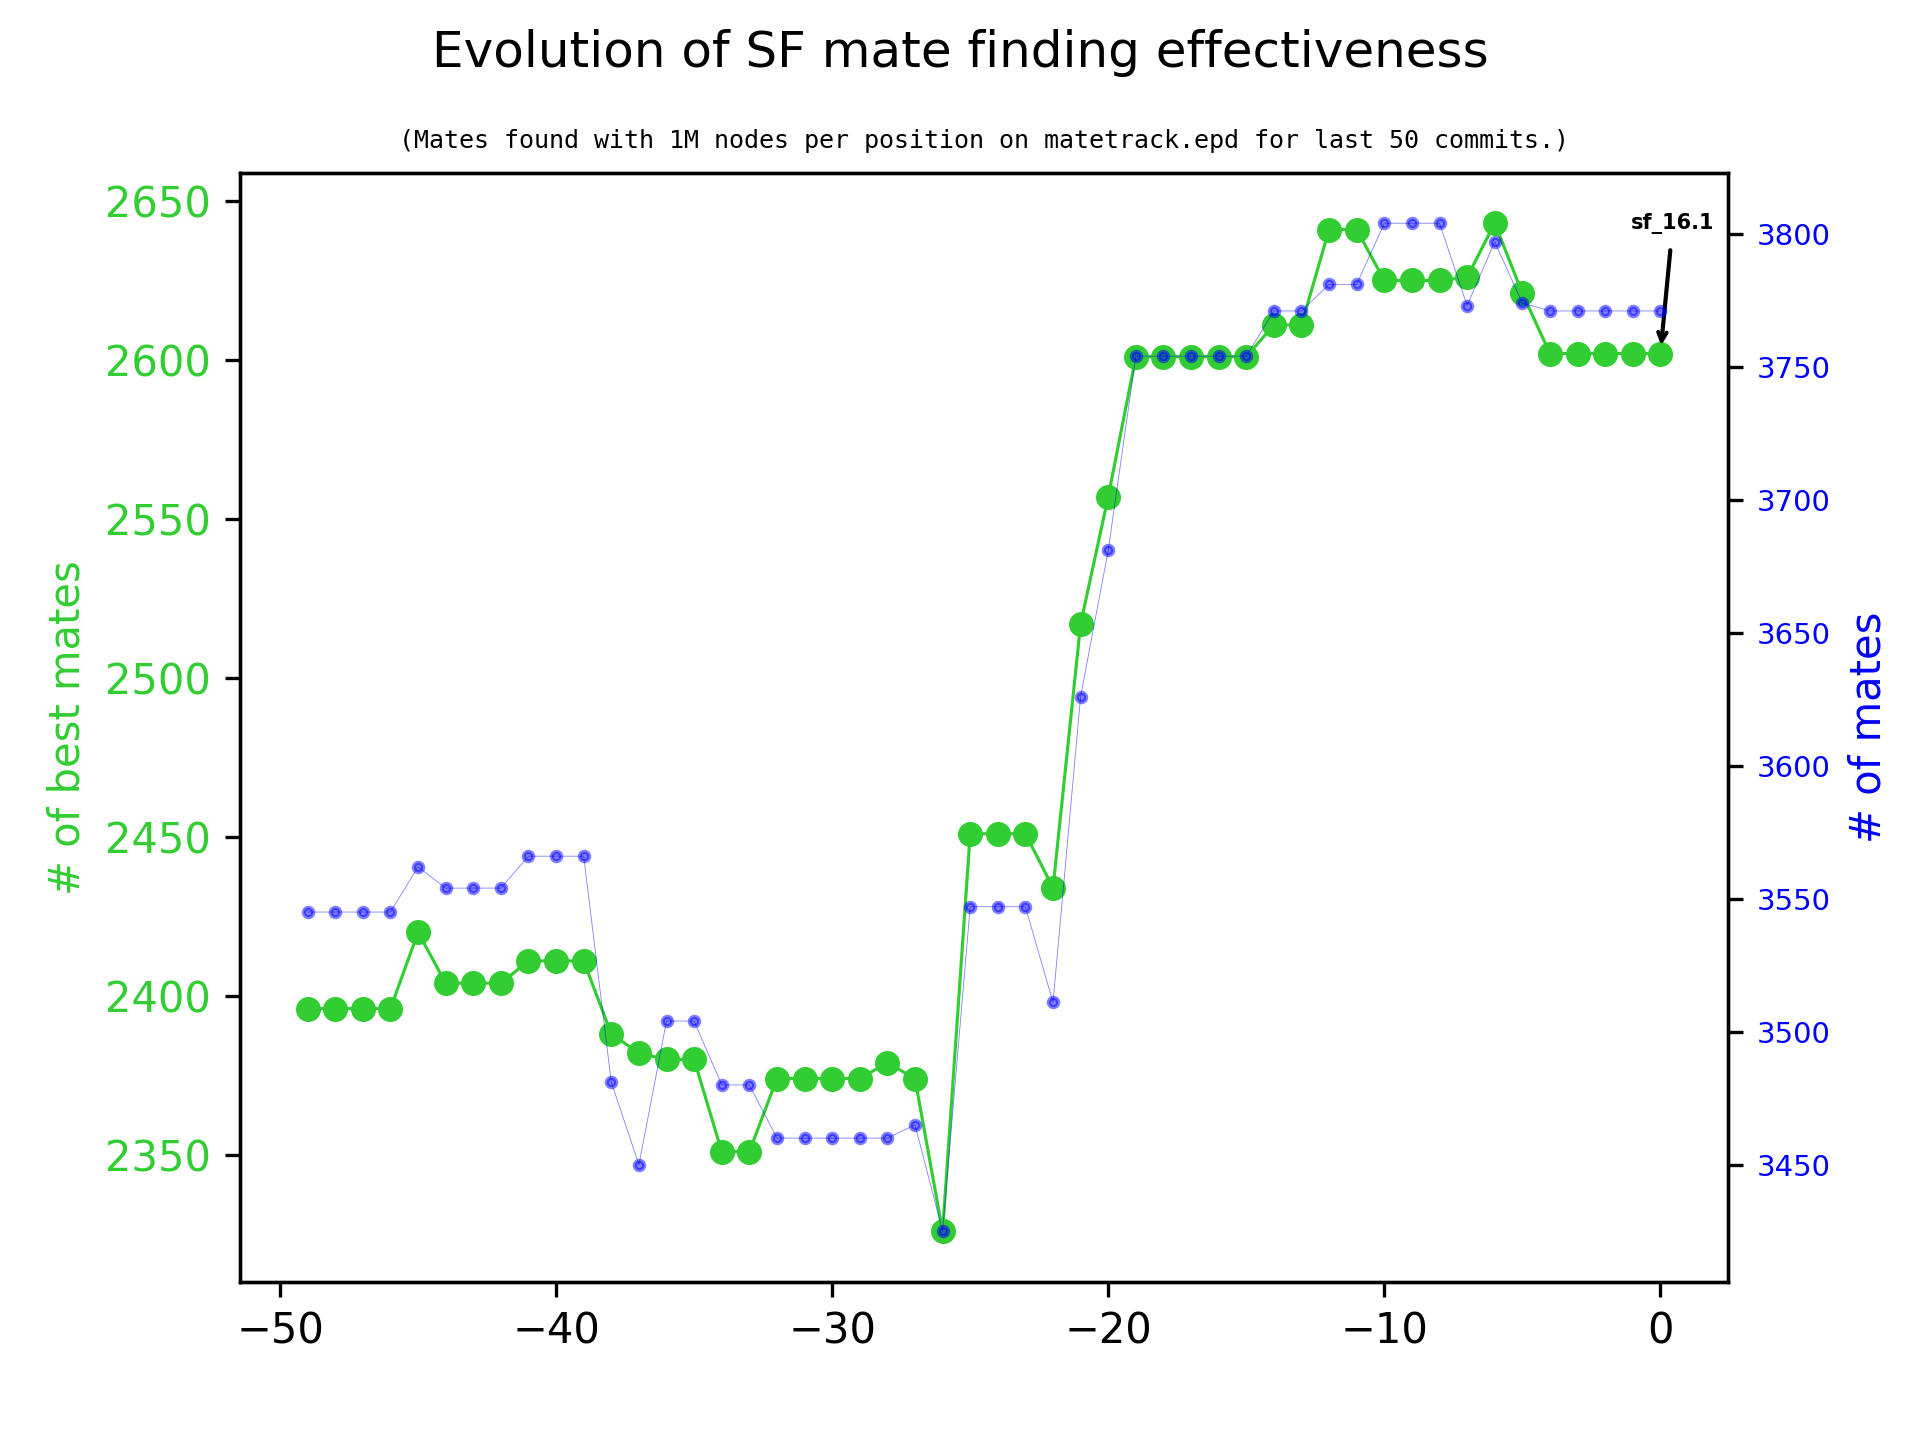 Evolution of SF mate finding effectiveness
(Mates found with 1M nodes per position on matetrack.epd for last 50 commits.)
# of best mates
2650
2600
2550
2500
2450
2400
2350
sf_16.1
3800
3750
3700
3650
3600
3550
3500
3450
# of mates
−50 −40 −30 −20 −10 0